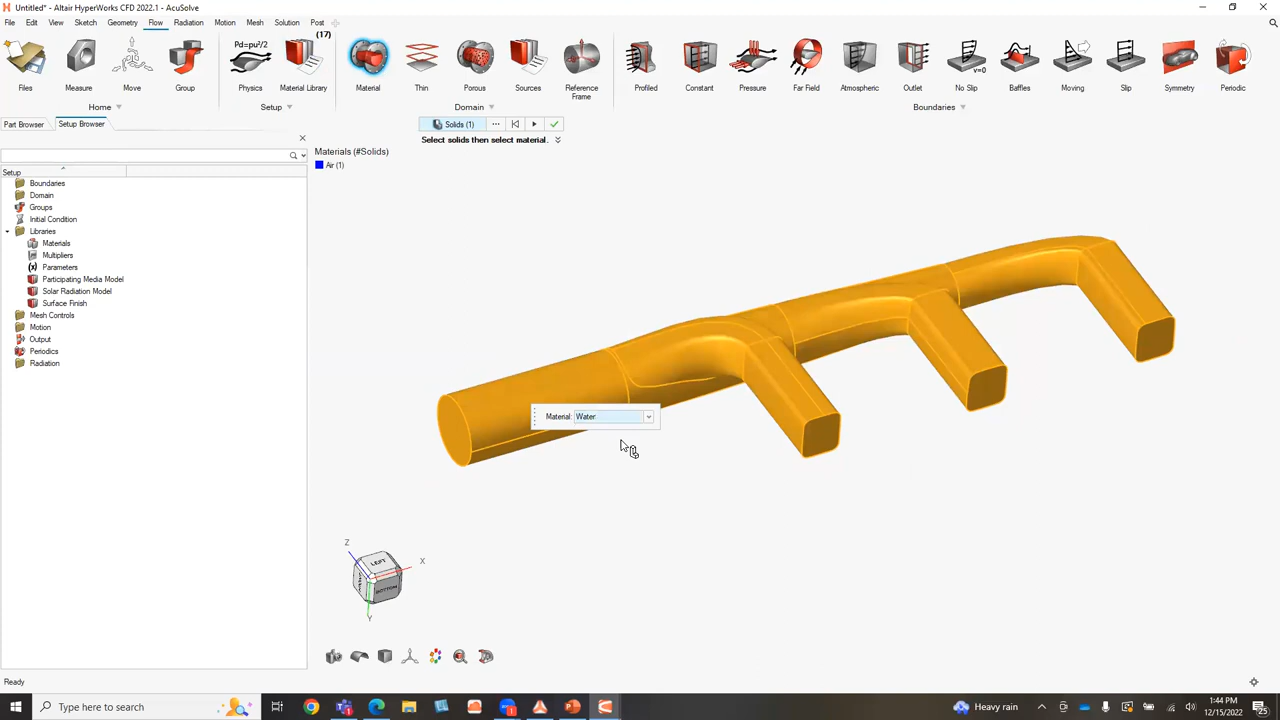 Untitled* - Altair HyperWorks CFD 2022.1 - AcuSolve
File Edit View Sketch Geometry Flow Radiation Motion Mesh Solution Post
Files Measure Move Group
Home
Pd=ρu²/2 (17)
Physics Material Library
Setup
Material Thin Porous Sources Reference Frame
Domain
v=0
Profiled Constant Pressure Far Field Atmospheric Outlet No Slip Baffles Moving Slip Symmetry Periodic
Boundaries
Part Browser Setup Browser
Solids (1) ...
Select solids then select material.
Materials (#Solids)
Air (1)
Setup
Boundaries
Domain
Groups
Initial Condition
Libraries
Materials
Multipliers
(x) Parameters
Participating Media Model
Solar Radiation Model
Surface Finish
Mesh Controls
Motion
Output
Periodics
Radiation
Material: Water
Z
X
Y
LEFT
BOTTOM
Ready
Type here to search
Heavy rain
1:44 PM
12/15/2022